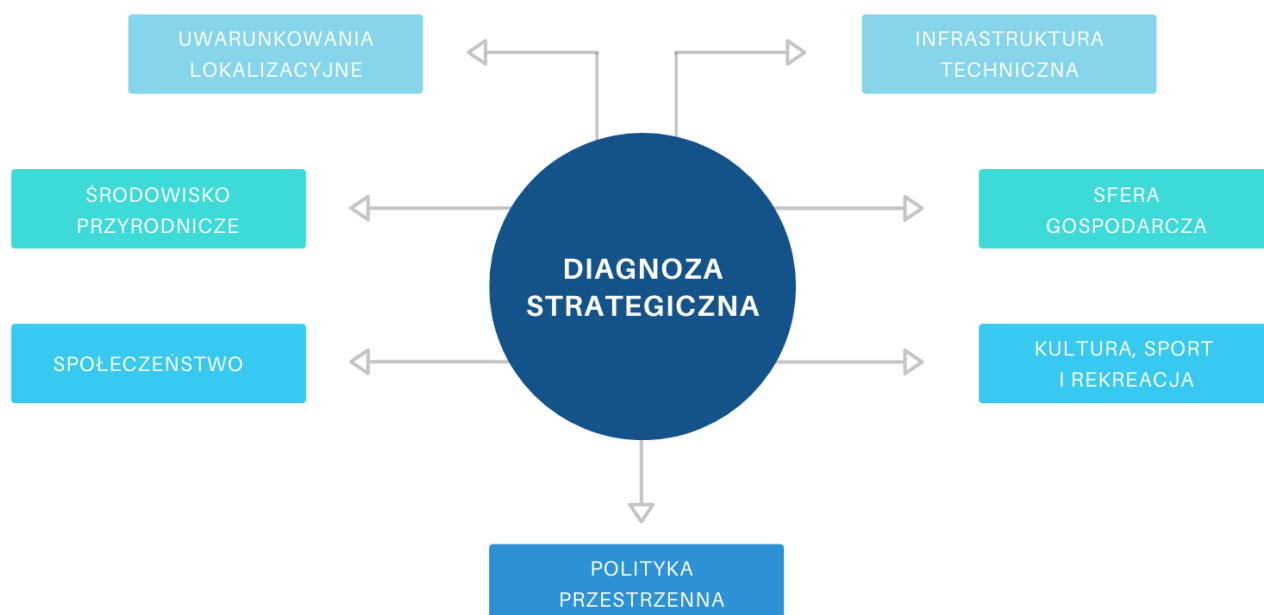 UWARUNKOWANIA
LOKALIZACYJNE
INFRASTRUKTURA
TECHNICZNA
ŚRODOWISKO
PRZYRODNICZE
SFERA
GOSPODARCZA
DIAGNOZA
STRATEGICZNA
SPOŁECZEŃSTWO
KULTURA, SPORT
I REKREACJA
POLITYKA
PRZESTRZENNA